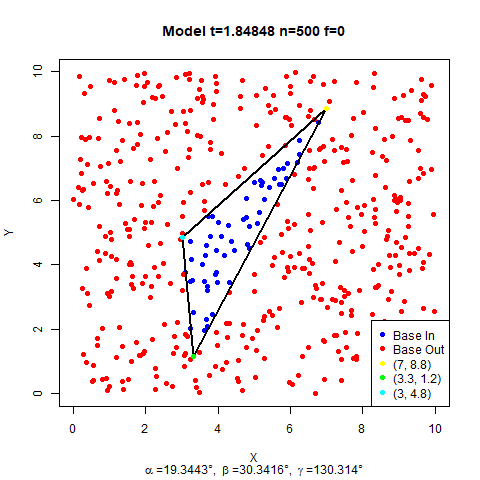 Model t=1.84848 n=500 f=0
10
8
6
4
2
0
Y
Base In
Base Out
(7, 8.8)
(3.3, 1.2)
(3, 4.8)
0 2 4 6 8 10
X
α=19.3443°, β=30.3416°, γ=130.314°